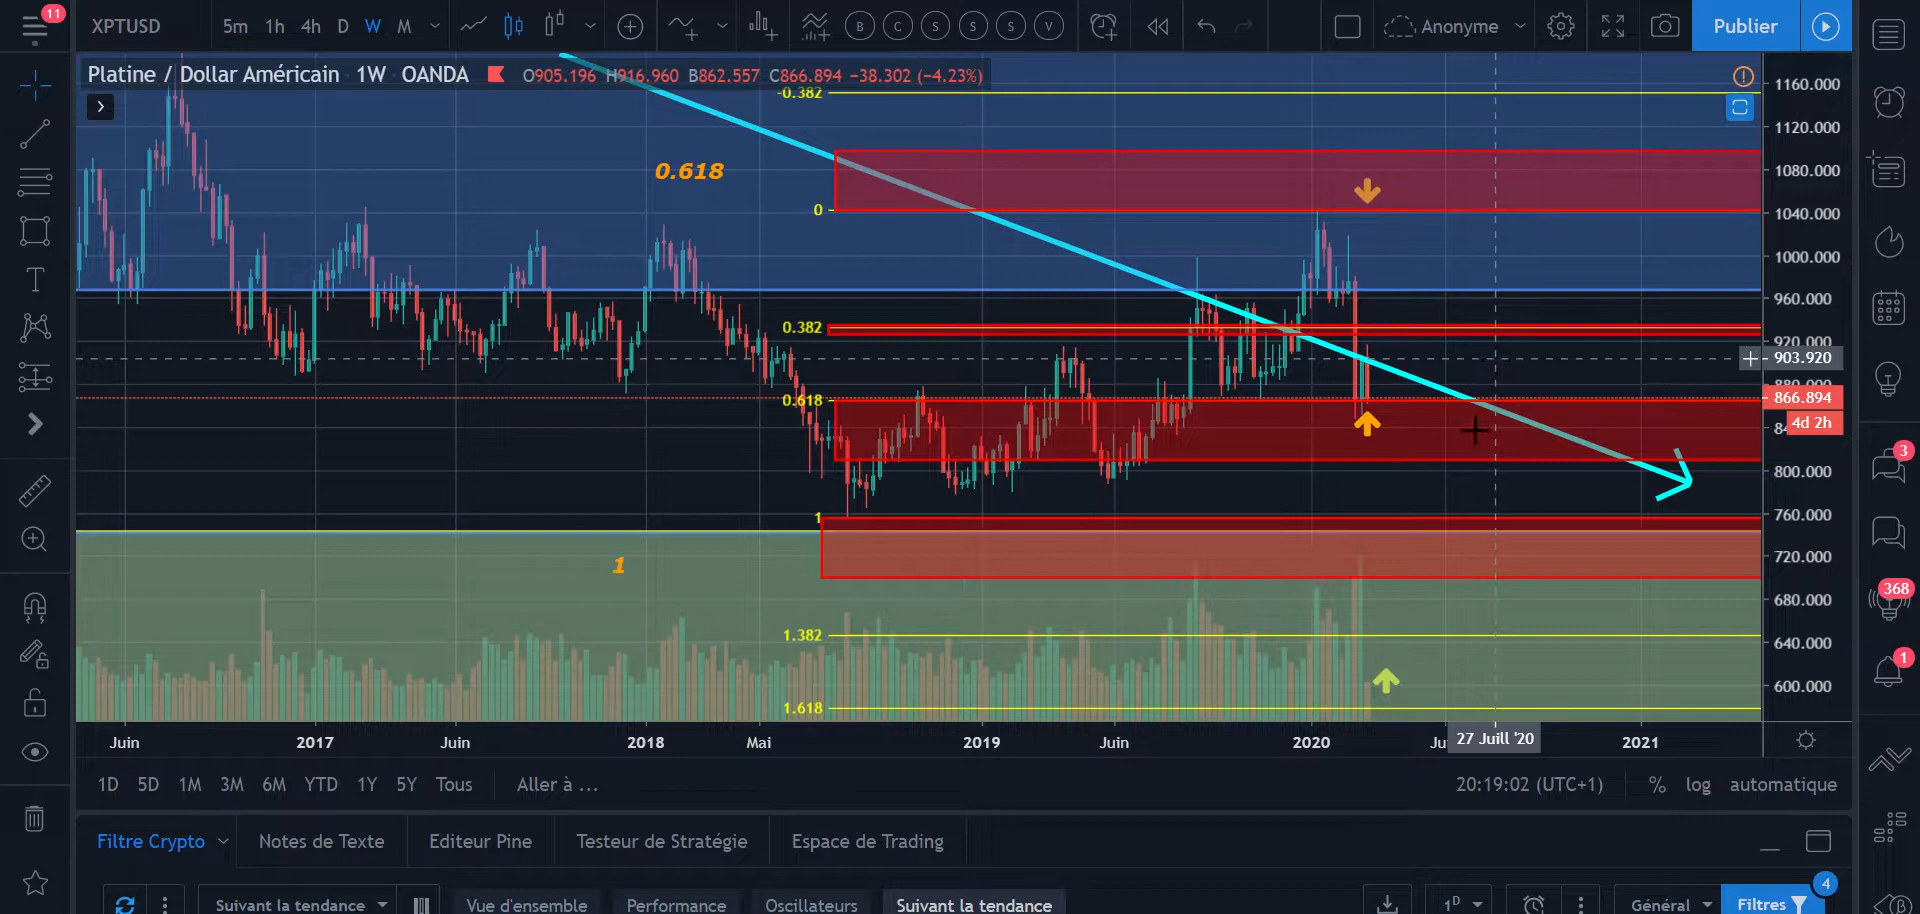 11
XPTUSD
5m 1h 4h D W M
B C S S S V
Anonyme
Publier
Platine / Dollar Américain · 1W · OANDA
O905.196 H916.960 B862.557 C866.894 −38.302 (−4.23%)
-0.382
0.618
0
0.382
0.618
1
1
1.382
1.618
1160.000
1120.000
1080.000
1040.000
1000.000
960.000
920.000
903.920
866.894
4d 2h
800.000
760.000
720.000
680.000
640.000
600.000
3
368
1
Juin 2017 Juin 2018 Mai 2019 Juin 2020 27 Juill '20 2021
1D 5D 1M 3M 6M YTD 1Y 5Y Tous Aller à ...
20:19:02 (UTC+1) % log automatique
Filtre Crypto Notes de Texte Editeur Pine Testeur de Stratégie Espace de Trading
4
Suivant la tendance Vue d'ensemble Performance Oscillateurs Suivant la tendance 1D Général Filtres